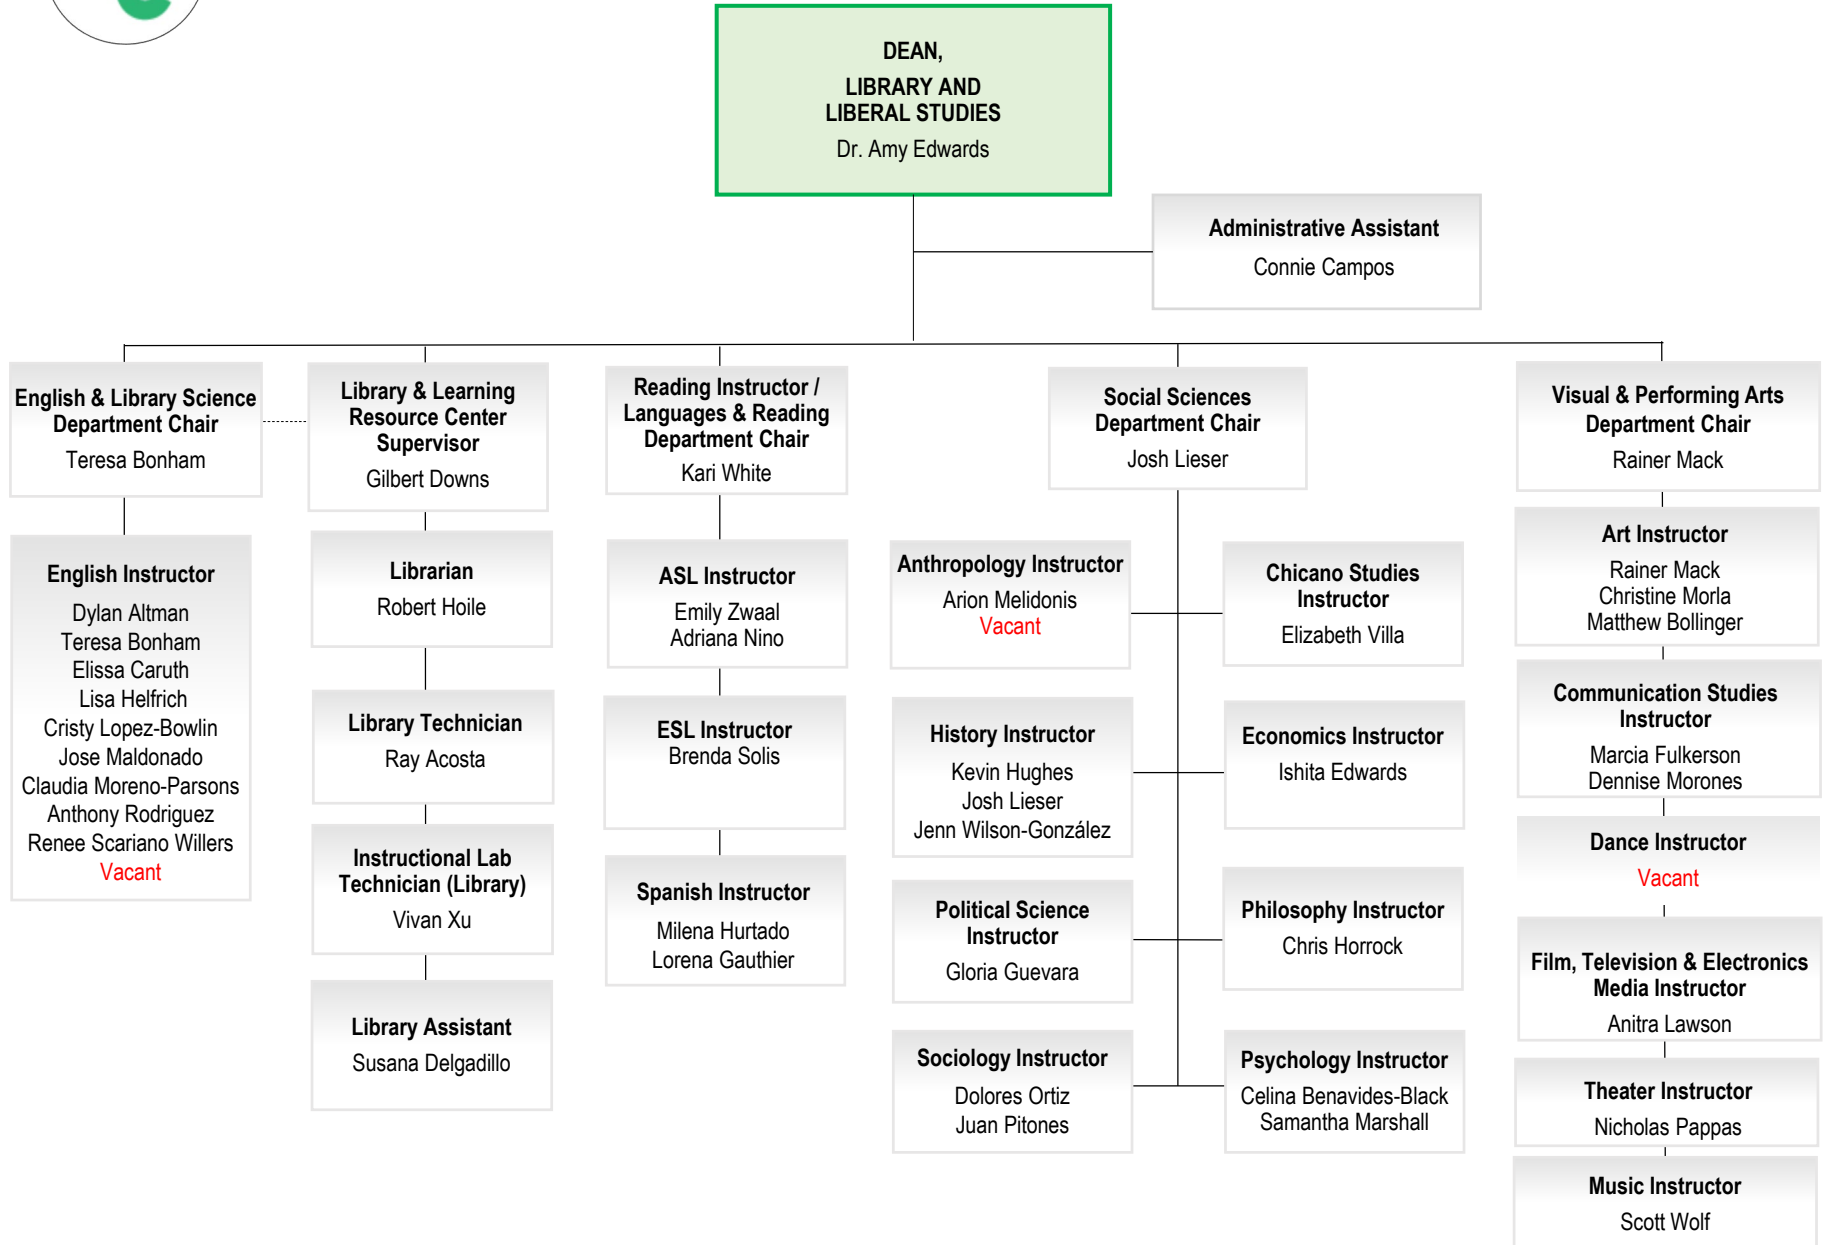 DEAN,
LIBRARY AND
LIBERAL STUDIES
Dr. Amy Edwards
Administrative Assistant
Connie Campos
English & Library Science
Department Chair
Teresa Bonham
English Instructor
Dylan Altman
Teresa Bonham
Elissa Caruth
Lisa Helfrich
Cristy Lopez-Bowlin
Jose Maldonado
Claudia Moreno-Parsons
Anthony Rodriguez
Renee Scariano Willers
Vacant
Library & Learning
Resource Center
Supervisor
Gilbert Downs
Librarian
Robert Hoile
Library Technician
Ray Acosta
Instructional Lab
Technician (Library)
Vivan Xu
Library Assistant
Susana Delgadillo
Reading Instructor /
Languages & Reading
Department Chair
Kari White
ASL Instructor
Emily Zwaal
Adriana Nino
ESL Instructor
Brenda Solis
Spanish Instructor
Milena Hurtado
Lorena Gauthier
Social Sciences
Department Chair
Josh Lieser
Anthropology Instructor
Arion Melidonis
Vacant
Chicano Studies
Instructor
Elizabeth Villa
History Instructor
Kevin Hughes
Josh Lieser
Jenn Wilson-González
Economics Instructor
Ishita Edwards
Political Science
Instructor
Gloria Guevara
Philosophy Instructor
Chris Horrock
Sociology Instructor
Dolores Ortiz
Juan Pitones
Psychology Instructor
Celina Benavides-Black
Samantha Marshall
Visual & Performing Arts
Department Chair
Rainer Mack
Art Instructor
Rainer Mack
Christine Morla
Matthew Bollinger
Communication Studies
Instructor
Marcia Fulkerson
Dennise Morones
Dance Instructor
Vacant
Film, Television & Electronics
Media Instructor
Anitra Lawson
Theater Instructor
Nicholas Pappas
Music Instructor
Scott Wolf